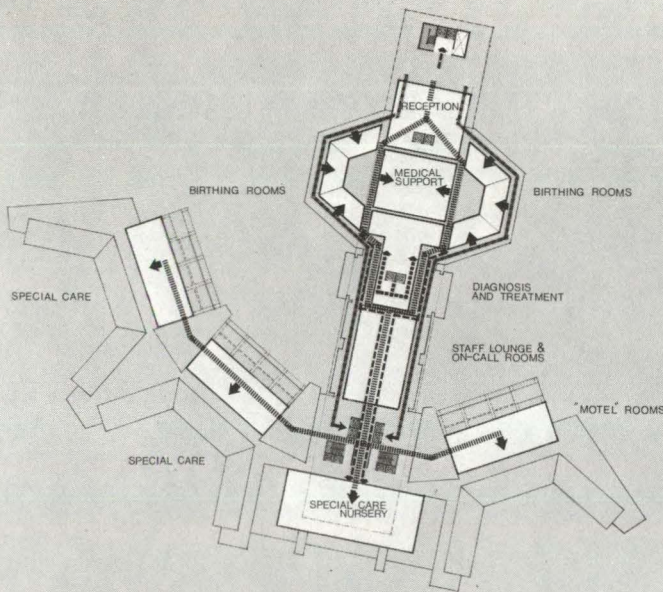 RECEPTION
MEDICAL
SUPPORT
BIRTHING ROOMS
BIRTHING ROOMS
SPECIAL CARE
DIAGNOSIS
AND TREATMENT
STAFF LOUNGE &
ON-CALL ROOMS
"MOTEL" ROOMS
SPECIAL CARE
SPECIAL CARE
NURSERY